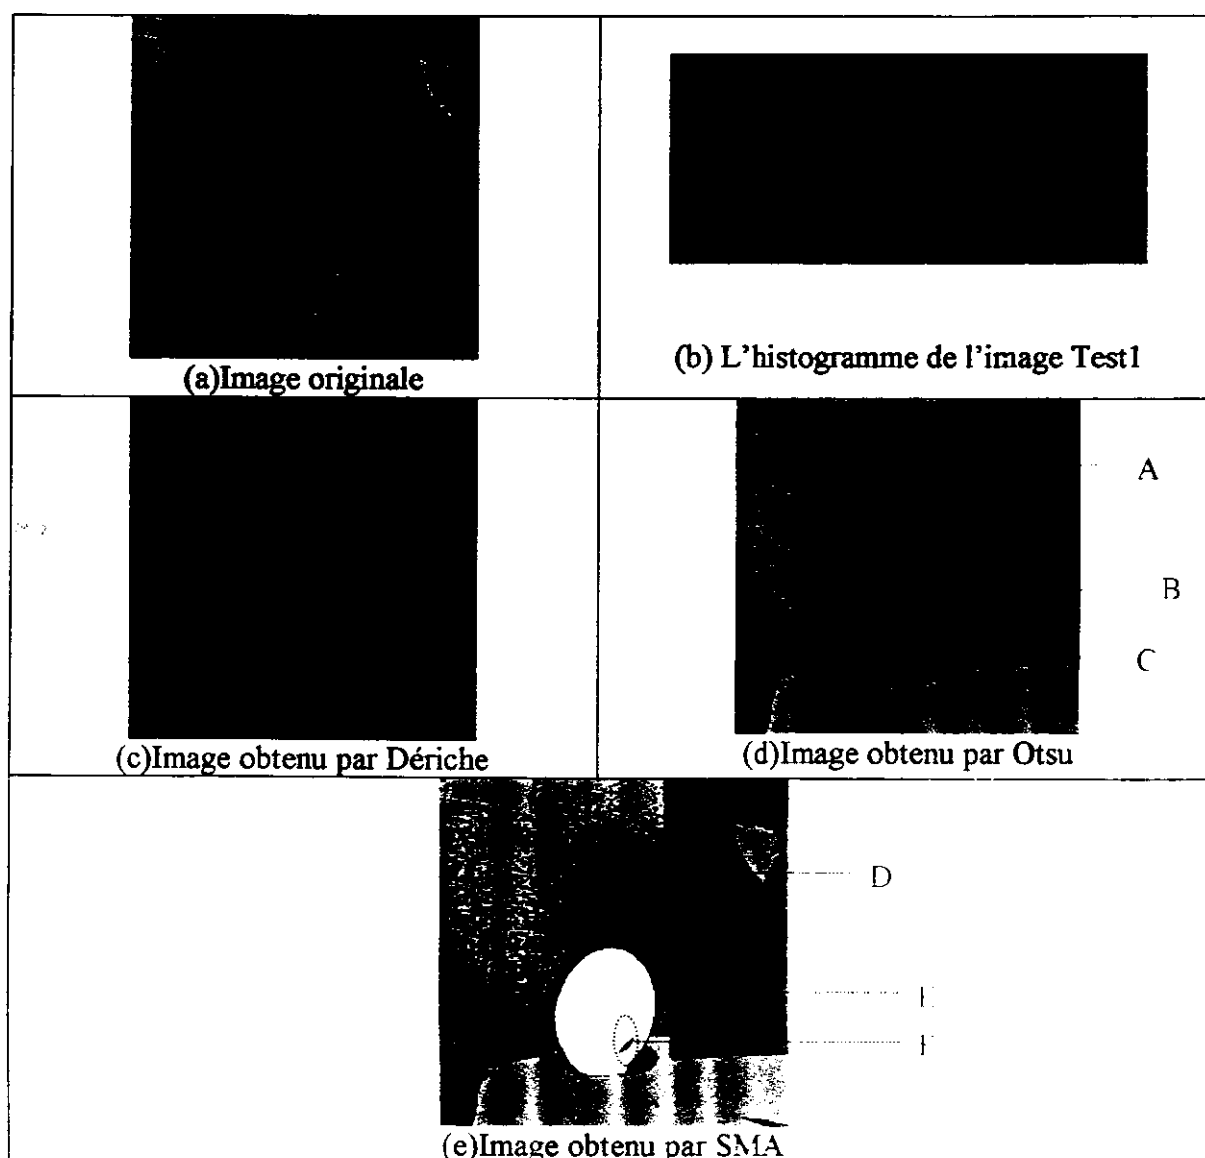 (a)Image originale
(b) L'histogramme de l'image Test1
(c)Image obtenu par Dériche
A
B
C
(d)Image obtenu par Otsu
D
(e)Image obtenu par SMA